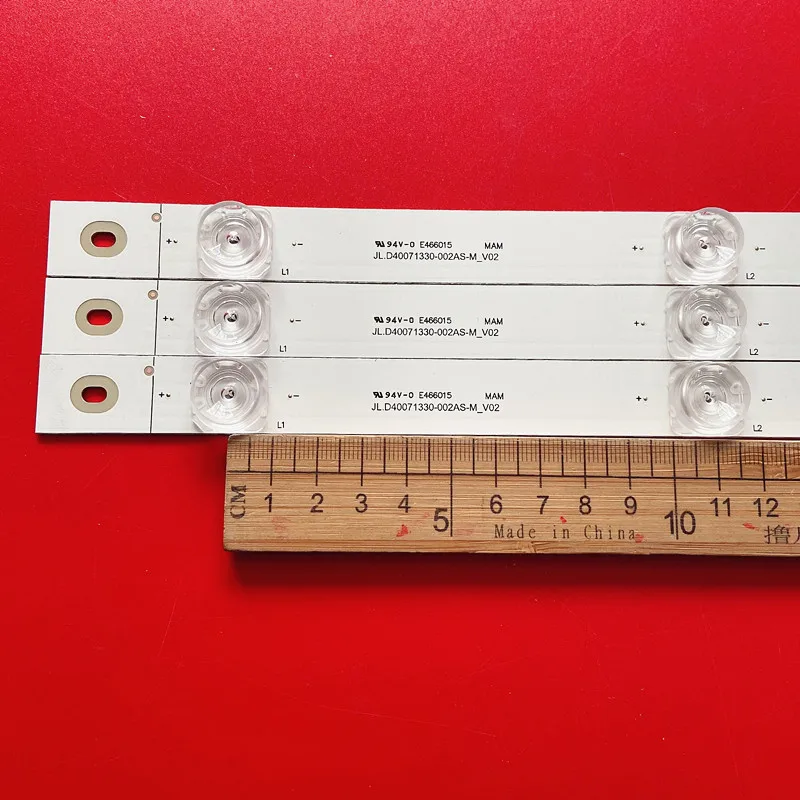 94V-0 E466015 MAM
JL.D40071330-002AS-M_V02
+ - L1 + - L2
94V-0 E466015 MAM
JL.D40071330-002AS-M_V02
+ - L1 + - L2
94V-0 E466015 MAM
JL.D40071330-002AS-M_V02
+ - L1 + - L2
CM 1 2 3 4 5 6 7 8 9 10 11 12
Made in China